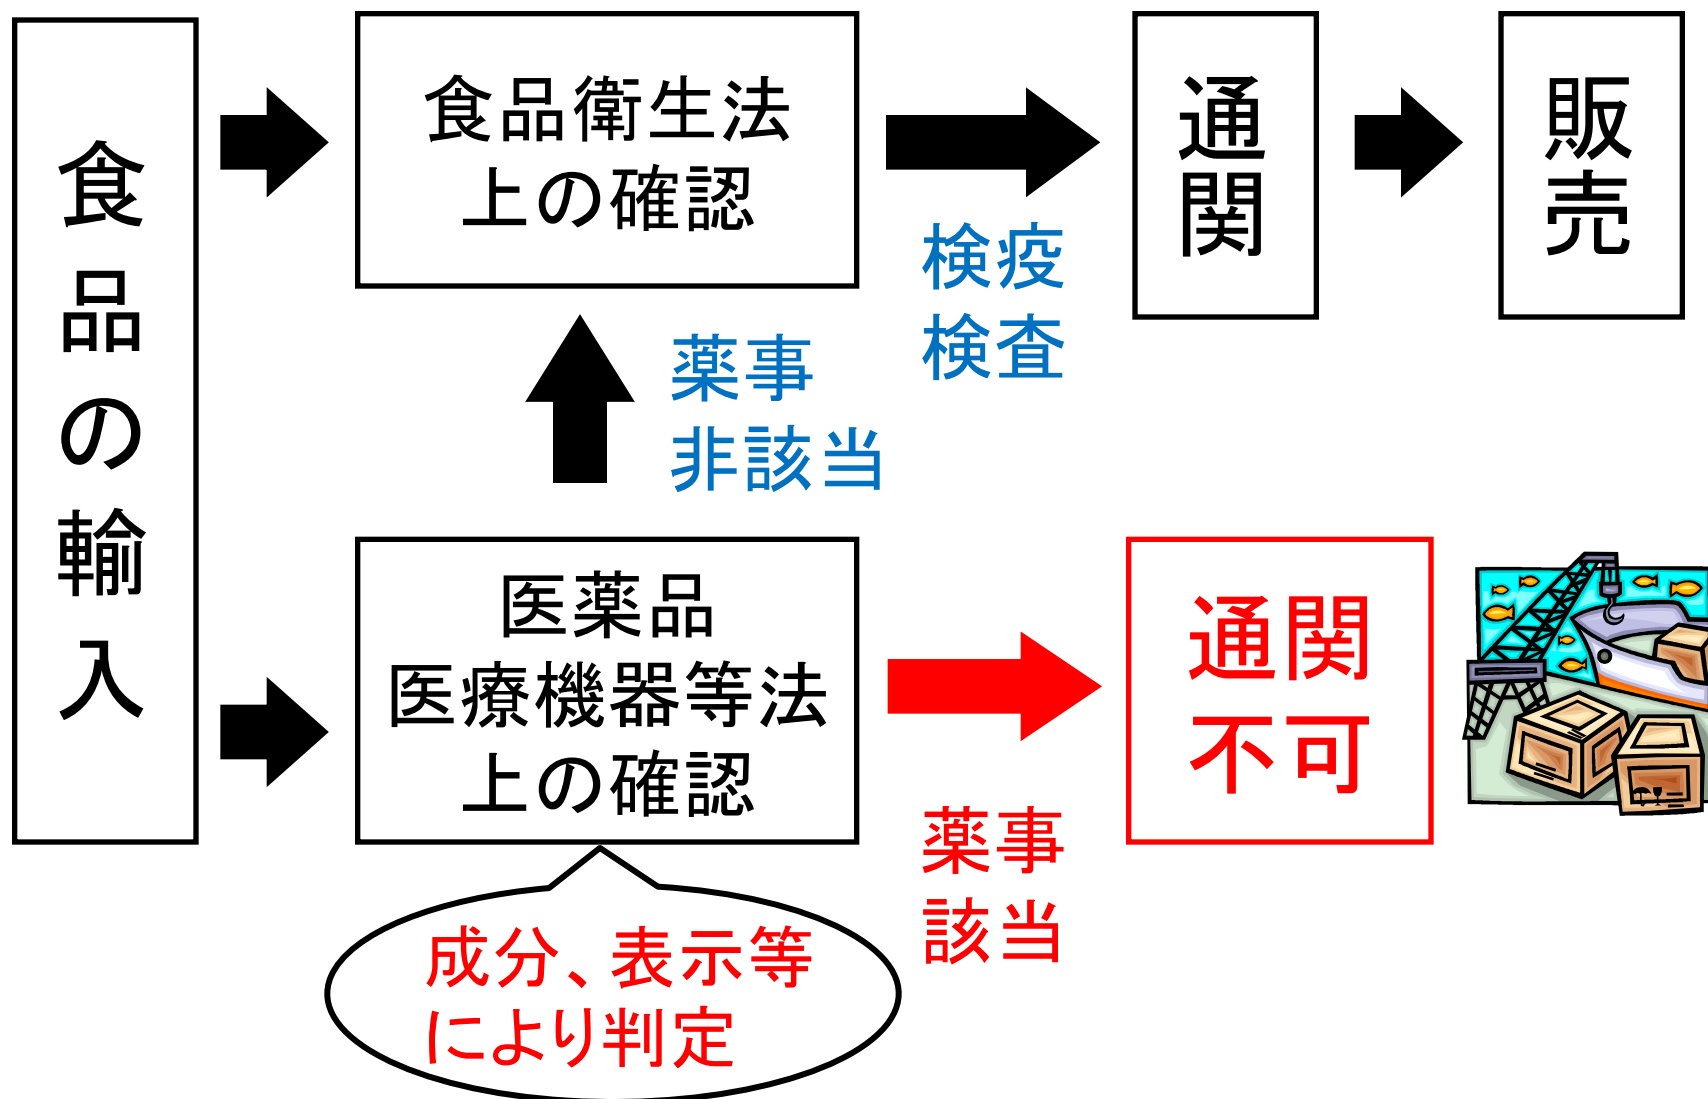 食品の輸入
食品衛生法
上の確認
検疫
検査
通関
販売
薬事
非該当
医薬品
医療機器等法
上の確認
薬事
該当
通関
不可
成分、表示等
により判定